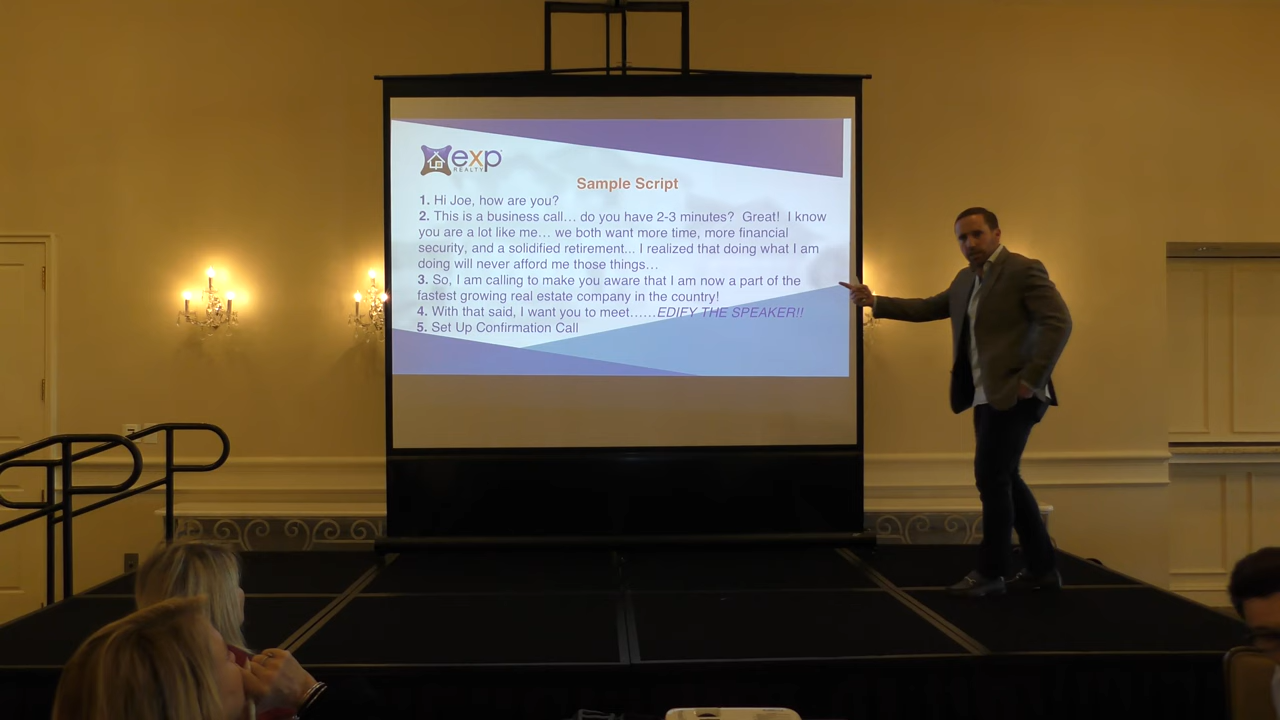 exp
REALTY
Sample Script
1. Hi Joe, how are you?
2. This is a business call... do you have 2-3 minutes? Great! I know
you are a lot like me... we both want more time, more financial
security, and a solidified retirement... I realized that doing what I am
doing will never afford me those things...
3. So, I am calling to make you aware that I am now a part of the
fastest growing real estate company in the country!
4. With that said, I want you to meet......EDIFY THE SPEAKER!!
5. Set Up Confirmation Call